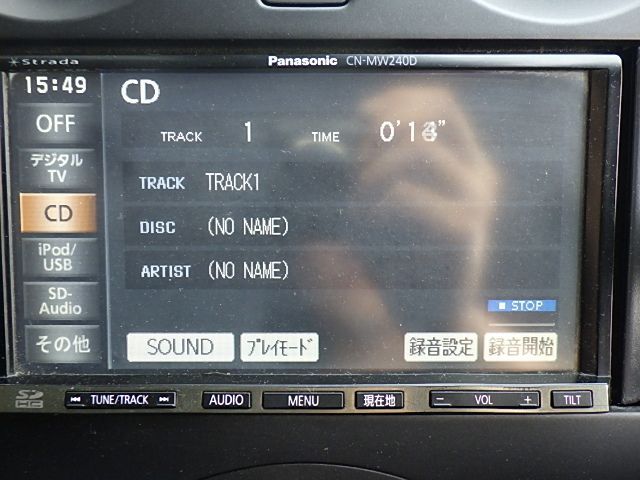 Strada Panasonic CN-MW240D
15:49 CD
OFF
TRACK 1 TIME
デジタル
TV
TRACK TRACK1
CD
DISC (NO NAME)
iPod/
USB
ARTIST (NO NAME)
SD-
Audio
■ STOP
その他
SOUND プレイモード 録音設定 録音開始
SD HC TUNE/TRACK AUDIO MENU 現在地 − VOL + TILT